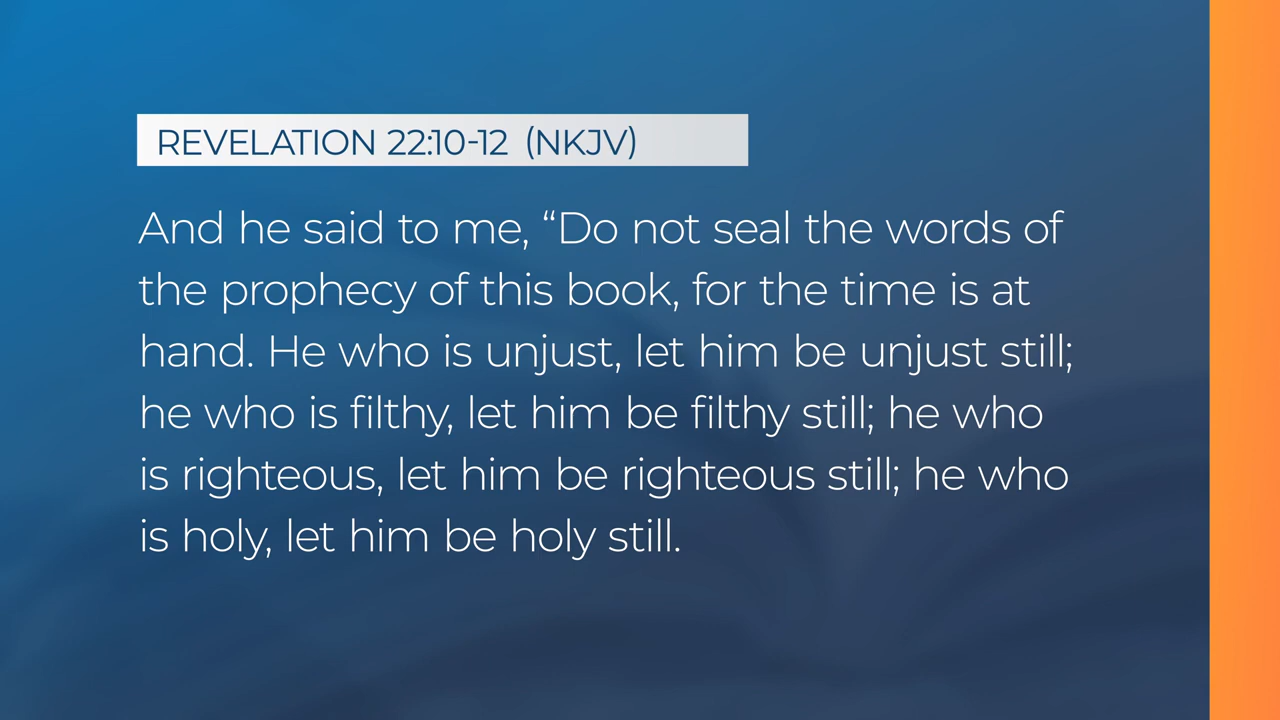 REVELATION 22:10-12 (NKJV)
And he said to me, “Do not seal the words of
the prophecy of this book, for the time is at
hand. He who is unjust, let him be unjust still;
he who is filthy, let him be filthy still; he who
is righteous, let him be righteous still; he who
is holy, let him be holy still.